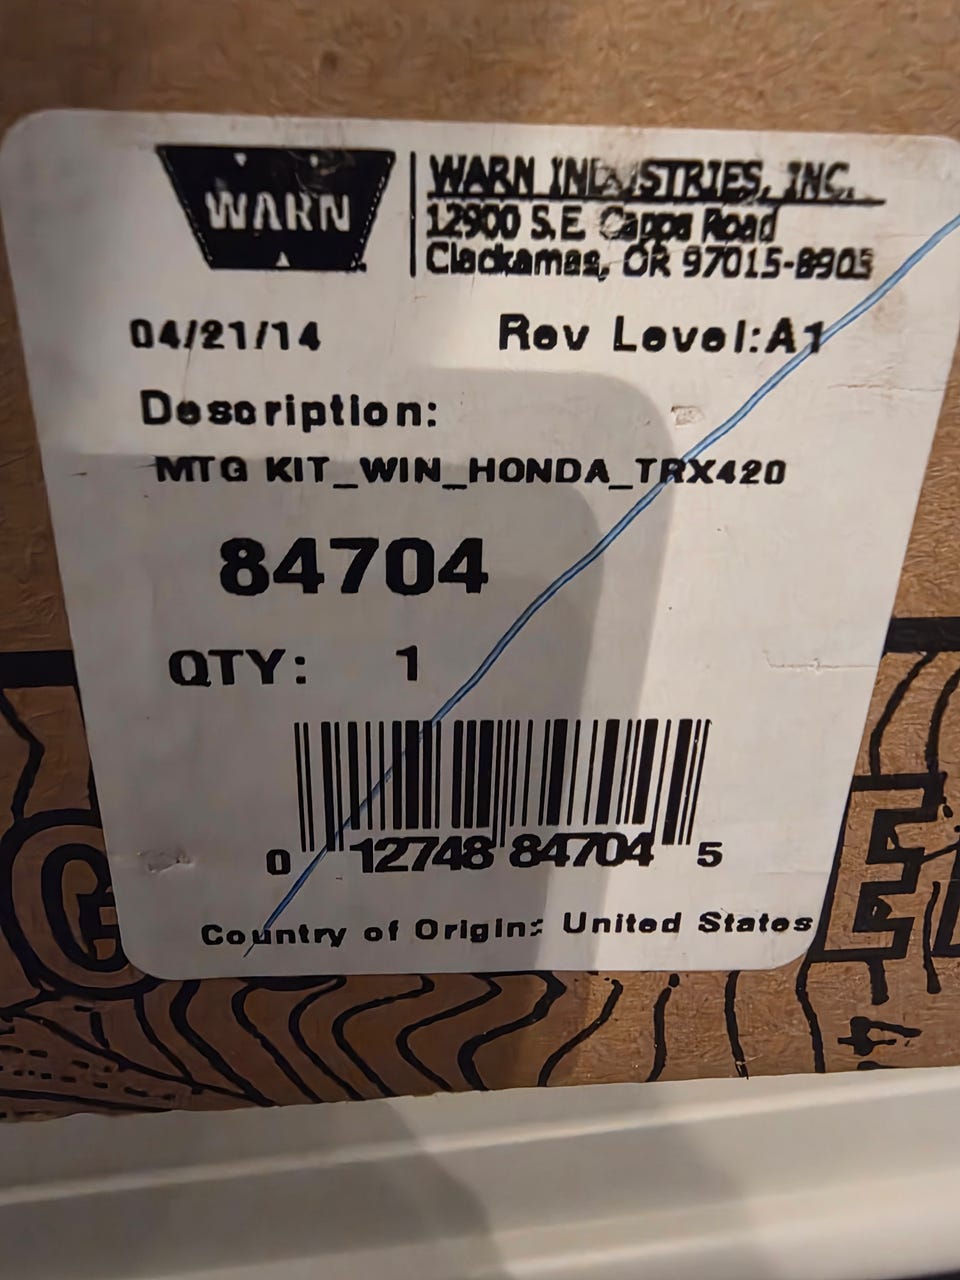 WARN
WARN INDUSTRIES, INC.
12900 S.E. Capps Road
Clackamas, OR 97015-8903
04/21/14 Rev Level:A1
Description:
MTG KIT_WIN_HONDA_TRX420
84704
QTY: 1
0 12748 84704 5
Country of Origin: United States